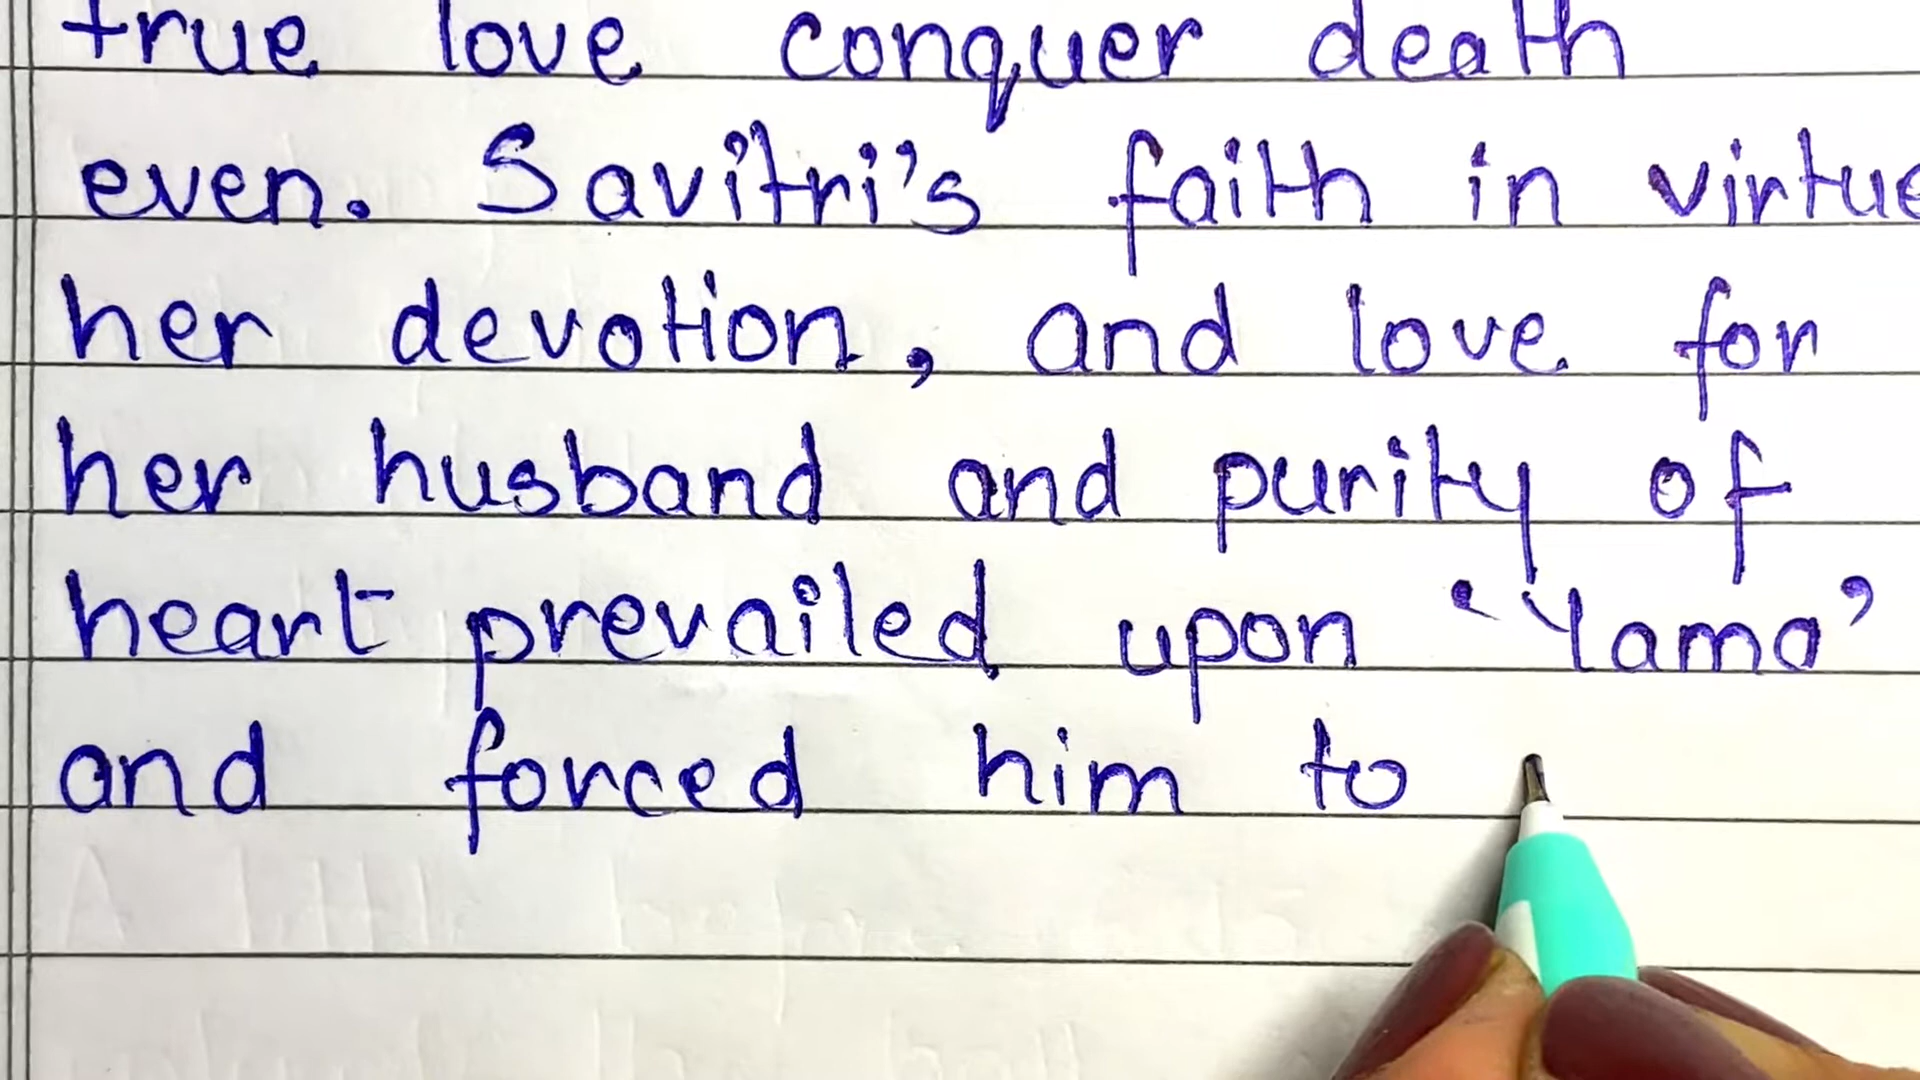 true love conquer death
even. Savitri's faith in virtue
her devotion, and love for
her husband and purity of
heart prevailed upon 'Yama'
and forced him to